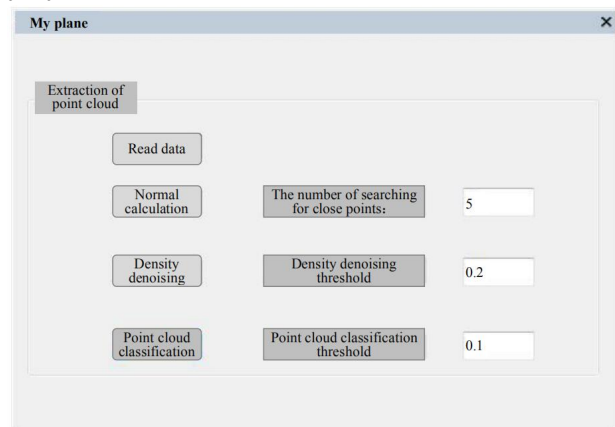 My plane
Extraction of
point cloud
Read data
Normal
calculation
The number of searching
for close points：
5
Density
denoising
Density denoising
threshold
0.2
Point cloud
classification
Point cloud classification
threshold
0.1